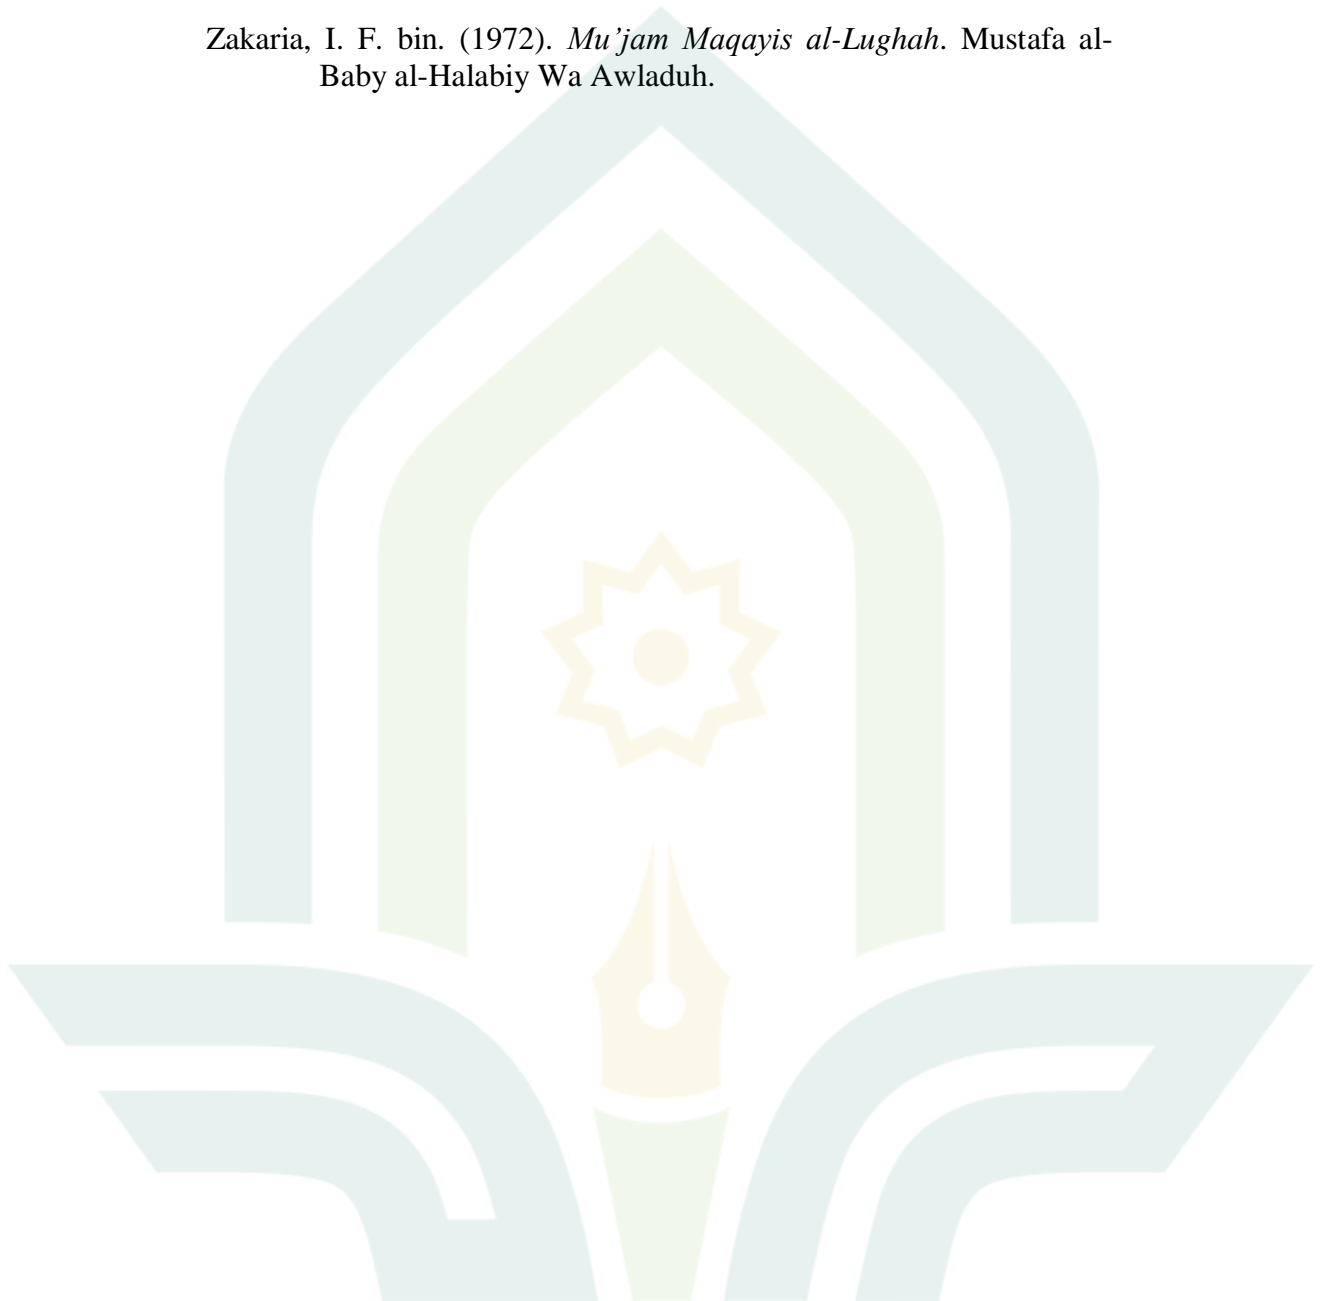 Zakaria, I. F. bin. (1972). Mu’jam Maqayis al-Lughah. Mustafa al-
Baby al-Halabiy Wa Awladuh.